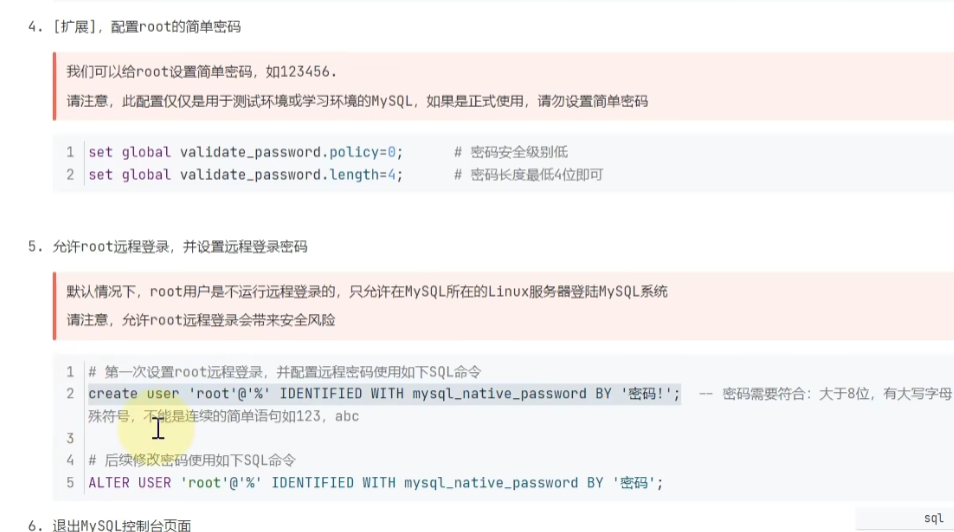 4. [扩展], 配置root的简单密码
我们可以给root设置简单密码, 如123456.
请注意, 此配置仅仅是用于测试环境或学习环境的MySQL, 如果是正式使用, 请勿设置简单密码
1 set global validate_password.policy=0; # 密码安全级别低
2 set global validate_password.length=4; # 密码长度最低4位即可
5. 允许root远程登录, 并设置远程登录密码
默认情况下, root用户是不运行远程登录的, 只允许在MySQL所在的Linux服务器登陆MySQL系统
请注意, 允许root远程登录会带来安全风险
1 # 第一次设置root远程登录, 并配置远程密码使用如下SQL命令
2 create user 'root'@'%' IDENTIFIED WITH mysql_native_password BY '密码!'; -- 密码需要符合: 大于8位, 有大写字母
殊符号, 不能是连续的简单语句如123, abc
3
4 # 后续修改密码使用如下SQL命令
5 ALTER USER 'root'@'%' IDENTIFIED WITH mysql_native_password BY '密码';
6. 退出MySQL控制台页面
sql